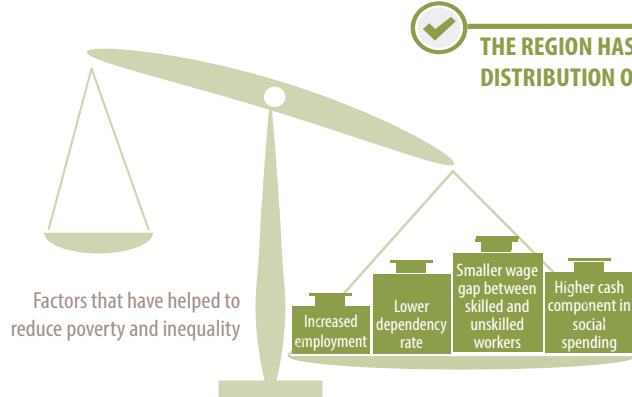 THE REGION HAS
DISTRIBUTION O
Factors that have helped to
reduce poverty and inequality
Increased
employment
Lower
dependency
rate
Smaller wage
gap between
skilled and
unskilled
workers
Higher cash
component in
social
spending